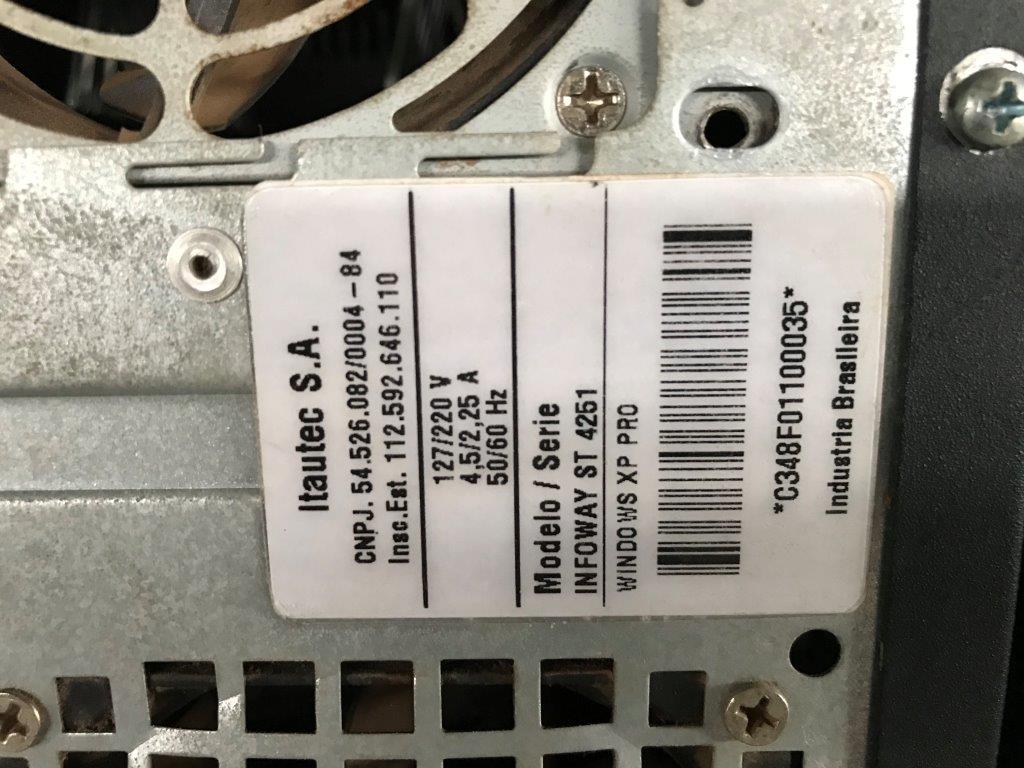 Itautec S.A.
CNPJ. 54.526.082/0004-84
Insc.Est. 112.592.646.110
127/220 V
4,5/2,25 A
50/60 Hz
Modelo / Serie
INFOWAY ST 4251
WINDOWS XP PRO
*C348F01100035*
Industria Brasileira